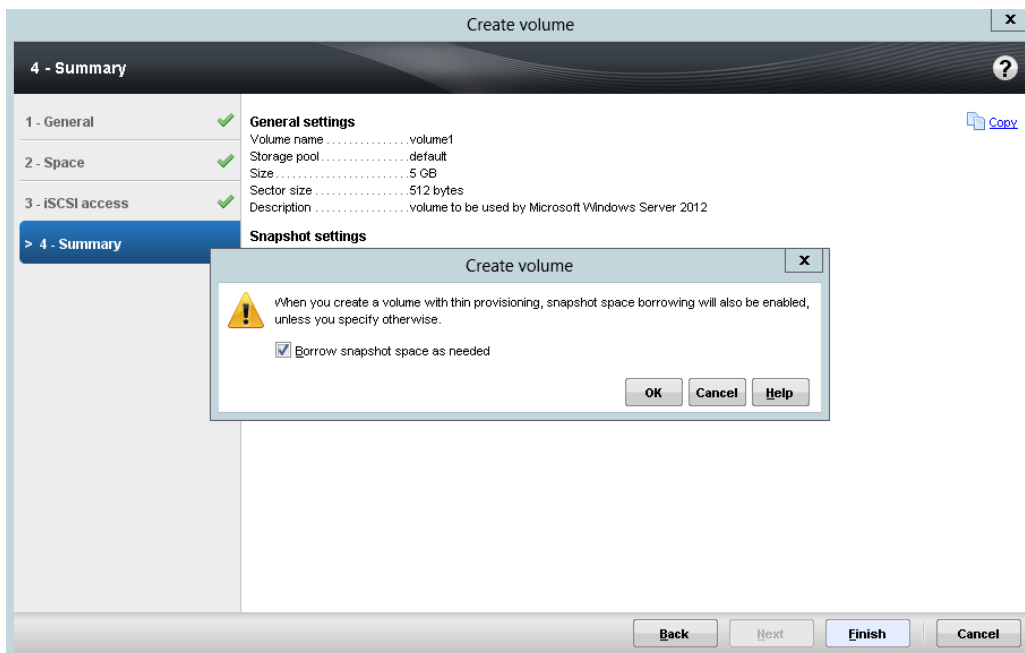 Create volume
x
4 - Summary
?
1 - General
2 - Space
3 - iSCSI access
> 4 - Summary
General settings
Copy
Volume name . . . . . . . . . . . . . . . volume1
Storage pool. . . . . . . . . . . . . . . . default
Size. . . . . . . . . . . . . . . . . . . . . . . . 5 GB
Sector size . . . . . . . . . . . . . . . . . 512 bytes
Description . . . . . . . . . . . . . . . . . volume to be used by Microsoft Windows Server 2012
Snapshot settings
Create volume
x
When you create a volume with thin provisioning, snapshot space borrowing will also be enabled,
unless you specify otherwise.
Borrow snapshot space as needed
OK Cancel Help
Back Next Finish Cancel